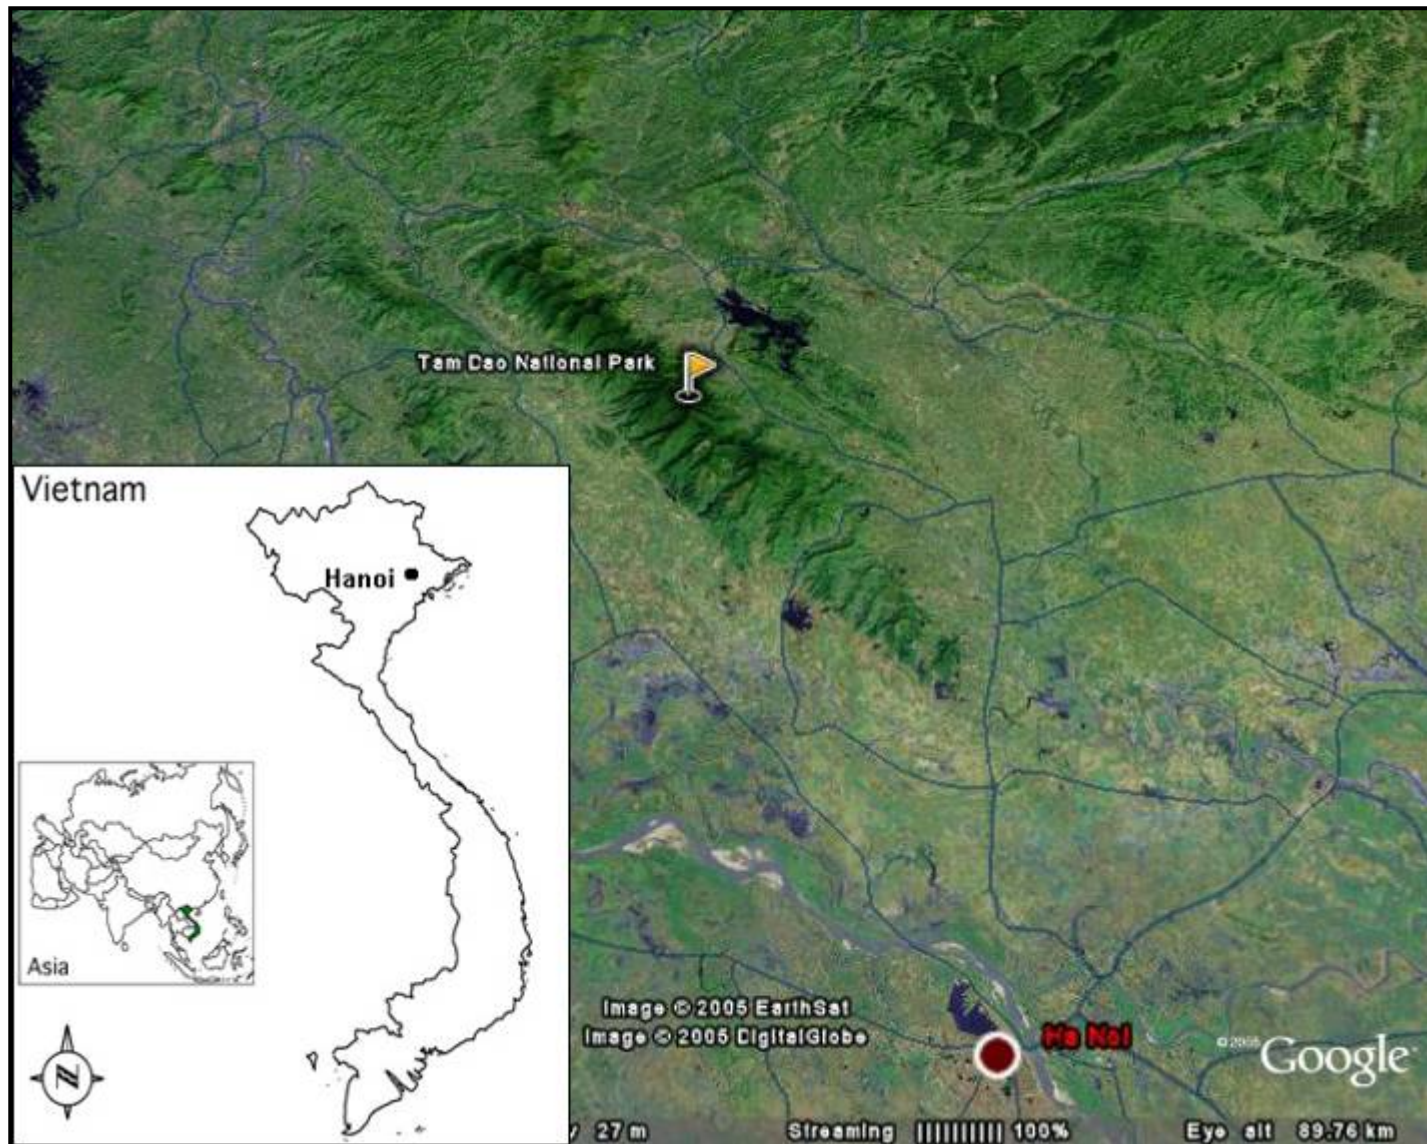 Tam Dao National Park
Vietnam
Hanoi
Asia
N
Image © 2005 EarthSat
Image © 2005 DigitalGlobe
Ha Noi
© 2005 Google
27 m
Streaming |||||||||| 100%
Eye alt 89.76 km